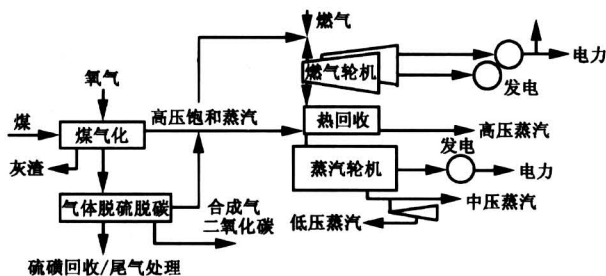 燃气
氧气
燃气轮机
电力
发电
煤
煤气化
高压饱和蒸汽
热回收
高压蒸汽
灰渣
发电
蒸汽轮机
电力
气体脱硫脱碳
合成气
二氧化碳
中压蒸汽
低压蒸汽
硫磺回收/尾气处理